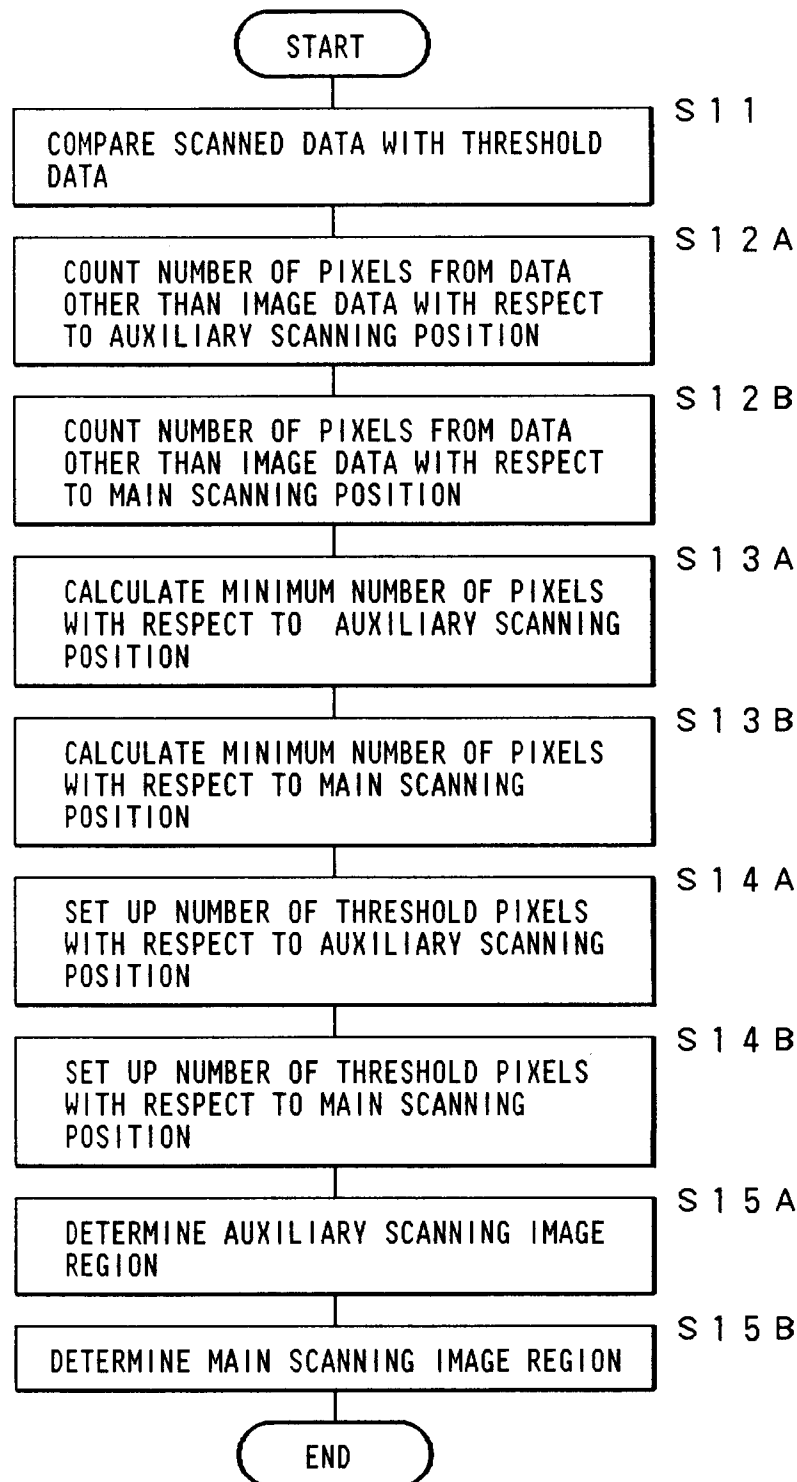 START
S11
COMPARE SCANNED DATA WITH THRESHOLD
DATA
S12A
COUNT NUMBER OF PIXELS FROM DATA
OTHER THAN IMAGE DATA WITH RESPECT
TO AUXILIARY SCANNING POSITION
S12B
COUNT NUMBER OF PIXELS FROM DATA
OTHER THAN IMAGE DATA WITH RESPECT
TO MAIN SCANNING POSITION
S13A
CALCULATE MINIMUM NUMBER OF PIXELS
WITH RESPECT TO AUXILIARY SCANNING
POSITION
S13B
CALCULATE MINIMUM NUMBER OF PIXELS
WITH RESPECT TO MAIN SCANNING
POSITION
S14A
SET UP NUMBER OF THRESHOLD PIXELS
WITH RESPECT TO AUXILIARY SCANNING
POSITION
S14B
SET UP NUMBER OF THRESHOLD PIXELS
WITH RESPECT TO MAIN SCANNING
POSITION
S15A
DETERMINE AUXILIARY SCANNING IMAGE
REGION
S15B
DETERMINE MAIN SCANNING IMAGE REGION
END